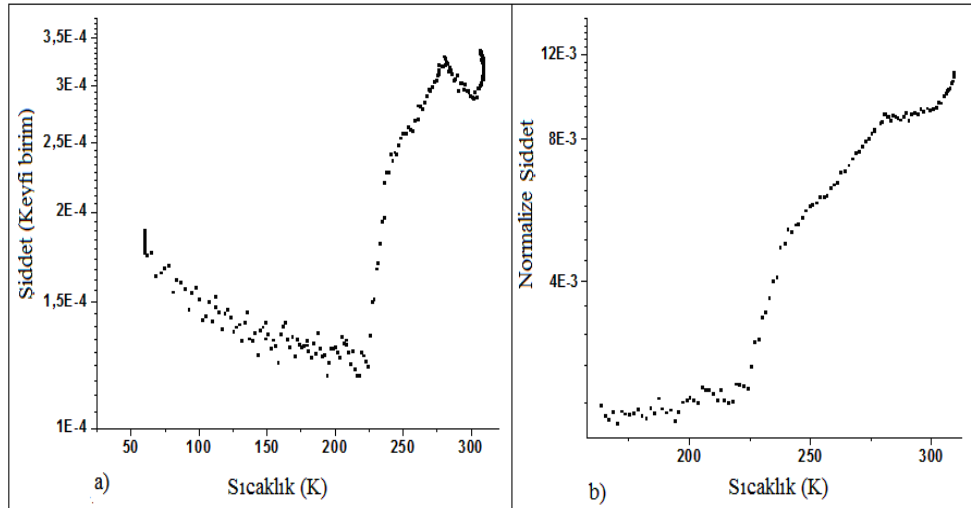 Şiddet (Keyfi birim)
3,5E-4
3E-4
2,5E-4
2E-4
1,5E-4
1E-4
50 100 150 200 250 300
Sıcaklık (K)
a)
Normalize Şiddet
12E-3
8E-3
4E-3
200 250 300
Sıcaklık (K)
b)